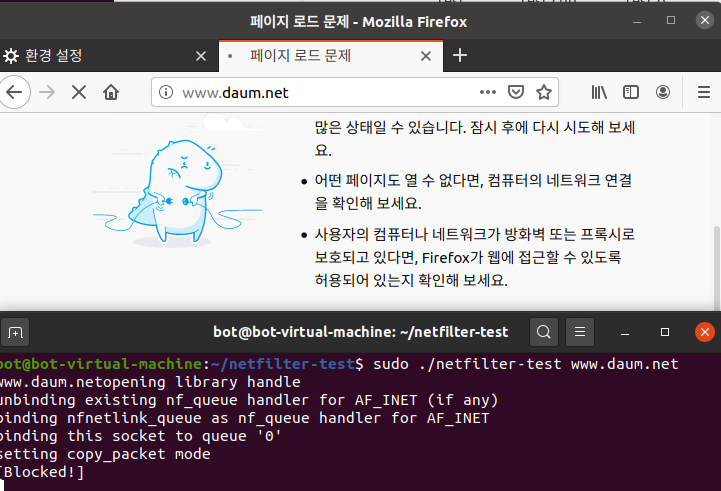 페이지 로드 문제 - Mozilla Firefox
환경 설정
페이지 로드 문제
www.daum.net
많은 상태일 수 있습니다. 잠시 후에 다시 시도해 보세
요.
어떤 페이지도 열 수 없다면, 컴퓨터의 네트워크 연결
을 확인해 보세요.
사용자의 컴퓨터나 네트워크가 방화벽 또는 프록시로
보호되고 있다면, Firefox가 웹에 접근할 수 있도록
허용되어 있는지 확인해 보세요.
bot@bot-virtual-machine: ~/netfilter-test
bot@bot-virtual-machine:~/netfilter-test$ sudo ./netfilter-test www.daum.net
www.daum.netopening library handle
unbinding existing nf_queue handler for AF_INET (if any)
binding nfnetlink_queue as nf_queue handler for AF_INET
binding this socket to queue '0'
setting copy_packet mode
[Blocked!]